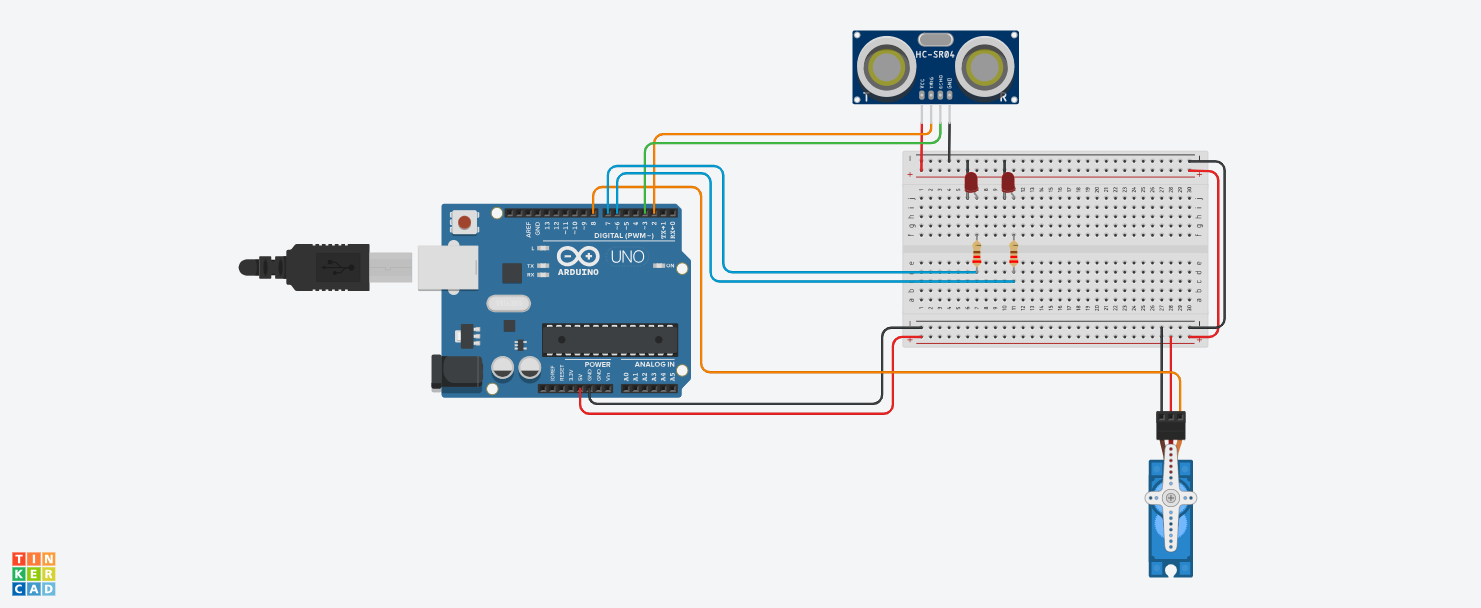 HC-SR04
VCC
TRIG
ECHO
GND
T
R
AREF
GND
13
12
~11
~10
~9
8
7
~6
~5
4
~3
2
TX→1
RX←0
DIGITAL (PWM~)
L
TX
RX
ARDUINO
UNO
ON
POWER
ANALOG IN
IOREF
RESET
3.3V
5V
GND
GND
Vin
A0
A1
A2
A3
A4
A5
TIN
KER
CAD